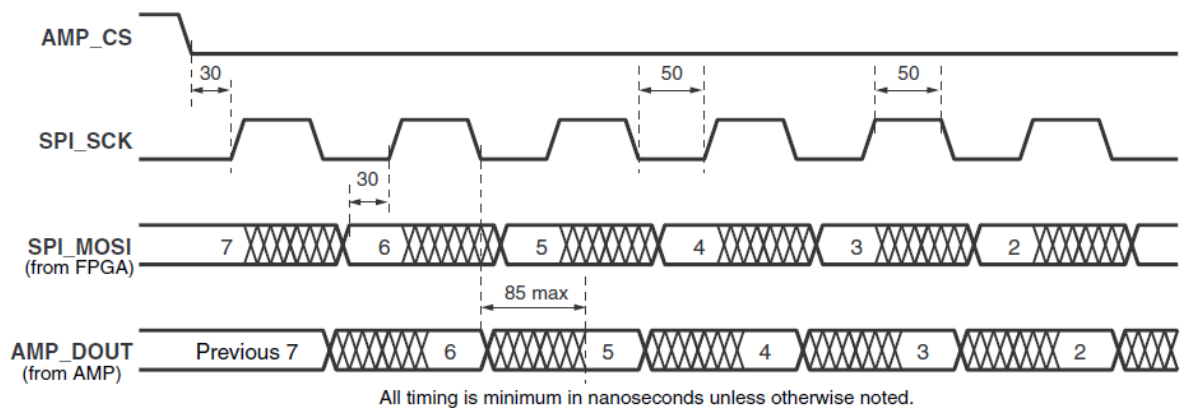 AMP_CS
30
50
50
SPI_SCK
30
SPI_MOSI
(from FPGA)
7
6
5
4
3
2
85 max
AMP_DOUT
(from AMP)
Previous 7
6
5
4
3
2
All timing is minimum in nanoseconds unless otherwise noted.